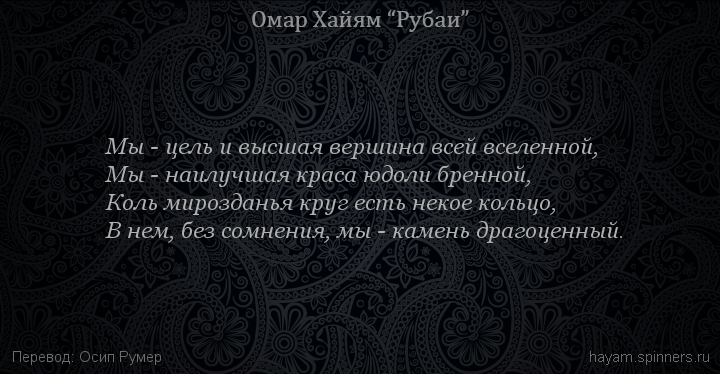 Омар Хайям “Рубаи”
Мы - цель и высшая вершина всей вселенной,
Мы - наилучшая краса юдоли бренной,
Коль мирозданья круг есть некое кольцо,
В нем, без сомнения, мы - камень драгоценный.
Перевод: Осип Румер
hayam.spinners.ru